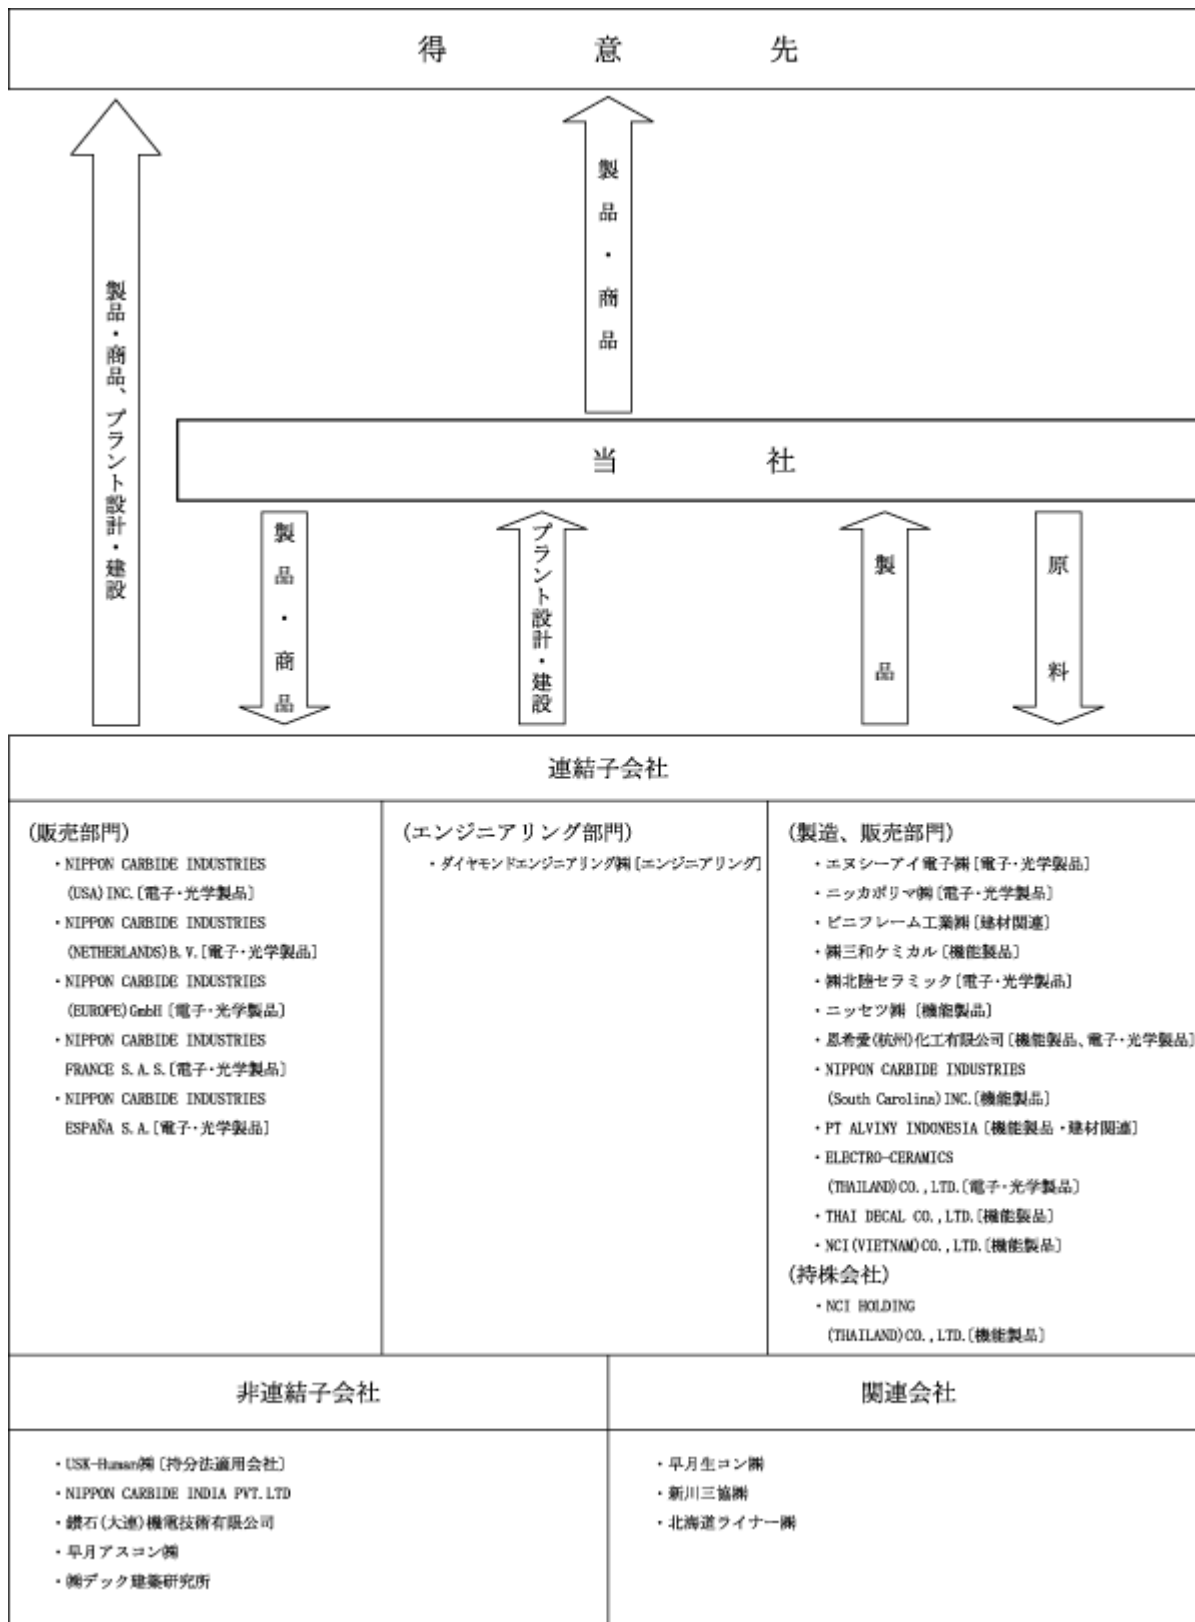 得意先
製品・商品、プラント設計・建設
製品・商品
当社
製品・商品
プラント設計・建設
製品
原料
連結子会社
(販売部門)
・NIPPON CARBIDE INDUSTRIES
(USA)INC.[電子・光学製品]
・NIPPON CARBIDE INDUSTRIES
(NETHERLANDS)B.V.[電子・光学製品]
・NIPPON CARBIDE INDUSTRIES
(EUROPE)GmbH [電子・光学製品]
・NIPPON CARBIDE INDUSTRIES
FRANCE S.A.S.[電子・光学製品]
・NIPPON CARBIDE INDUSTRIES
ESPAÑA S.A.[電子・光学製品]
(エンジニアリング部門)
・ダイヤモンドエンジニアリング㈱[エンジニアリング]
(製造、販売部門)
・エヌシーアイ電子㈱[電子・光学製品]
・ニッカポリマ㈱[電子・光学製品]
・ビニフレーム工業㈱[建材関連]
・㈱三和ケミカル[機能製品]
・㈱北陸セラミック[電子・光学製品]
・ニッセツ㈱ [機能製品]
・恩希愛(杭州)化工有限公司[機能製品、電子・光学製品]
・NIPPON CARBIDE INDUSTRIES
(South Carolina)INC.[機能製品]
・PT ALVINY INDONESIA [機能製品・建材関連]
・ELECTRO-CERAMICS
(THAILAND)CO.,LTD.[電子・光学製品]
・THAI DECAL CO.,LTD.[機能製品]
・NCI(VIETNAM)CO.,LTD.[機能製品]
(持株会社)
・NCI HOLDING
(THAILAND)CO.,LTD.[機能製品]
非連結子会社
・USK-Human㈱[持分法適用会社]
・NIPPON CARBIDE INDIA PVT.LTD
・鑽石(大連)機電技術有限公司
・早月アスコン㈱
・㈱デック建築研究所
関連会社
・早月生コン㈱
・新川三協㈱
・北海道ライナー㈱